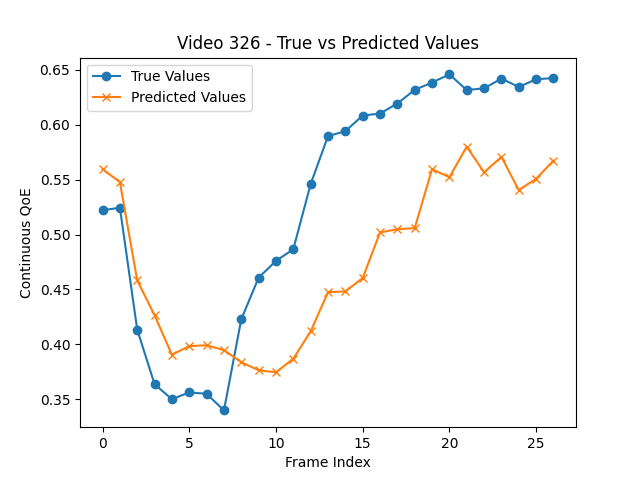 Video 326 - True vs Predicted Values
True Values
Predicted Values
Continuous QoE
0.65
0.60
0.55
0.50
0.45
0.40
0.35
0 5 10 15 20 25
Frame Index